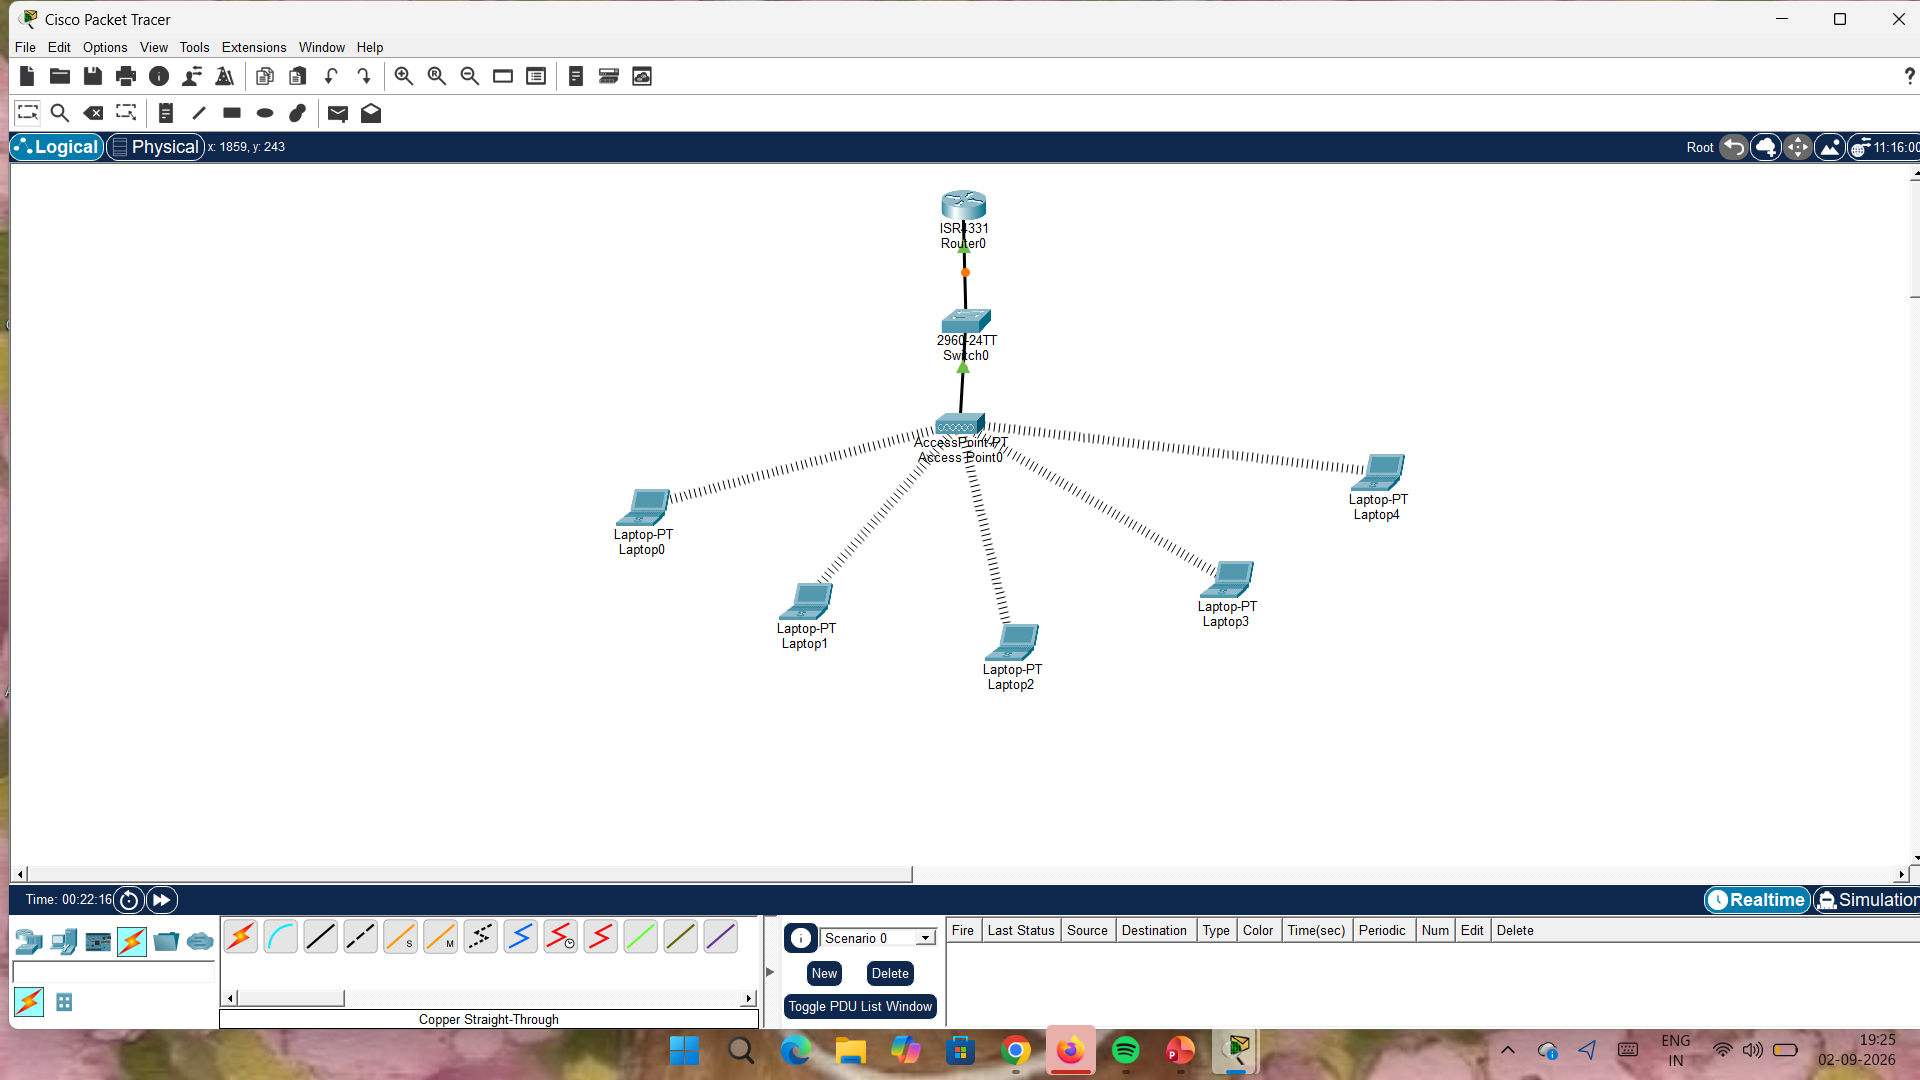 Cisco Packet Tracer
File Edit Options View Tools Extensions Window Help
?
Logical Physical x: 1859, y: 243 Root 11:16:00
ISR4331
Router0
2960-24TT
Switch0
AccessPoint-PT
Access Point0
Laptop-PT
Laptop4
Laptop-PT
Laptop0
Laptop-PT
Laptop3
Laptop-PT
Laptop1
Laptop-PT
Laptop2
Time: 00:22:16 Realtime Simulation
Scenario 0 Fire Last Status Source Destination Type Color Time(sec) Periodic Num Edit Delete
S M
New Delete
Toggle PDU List Window
Copper Straight-Through
ENG
IN
19:25
02-09-2026